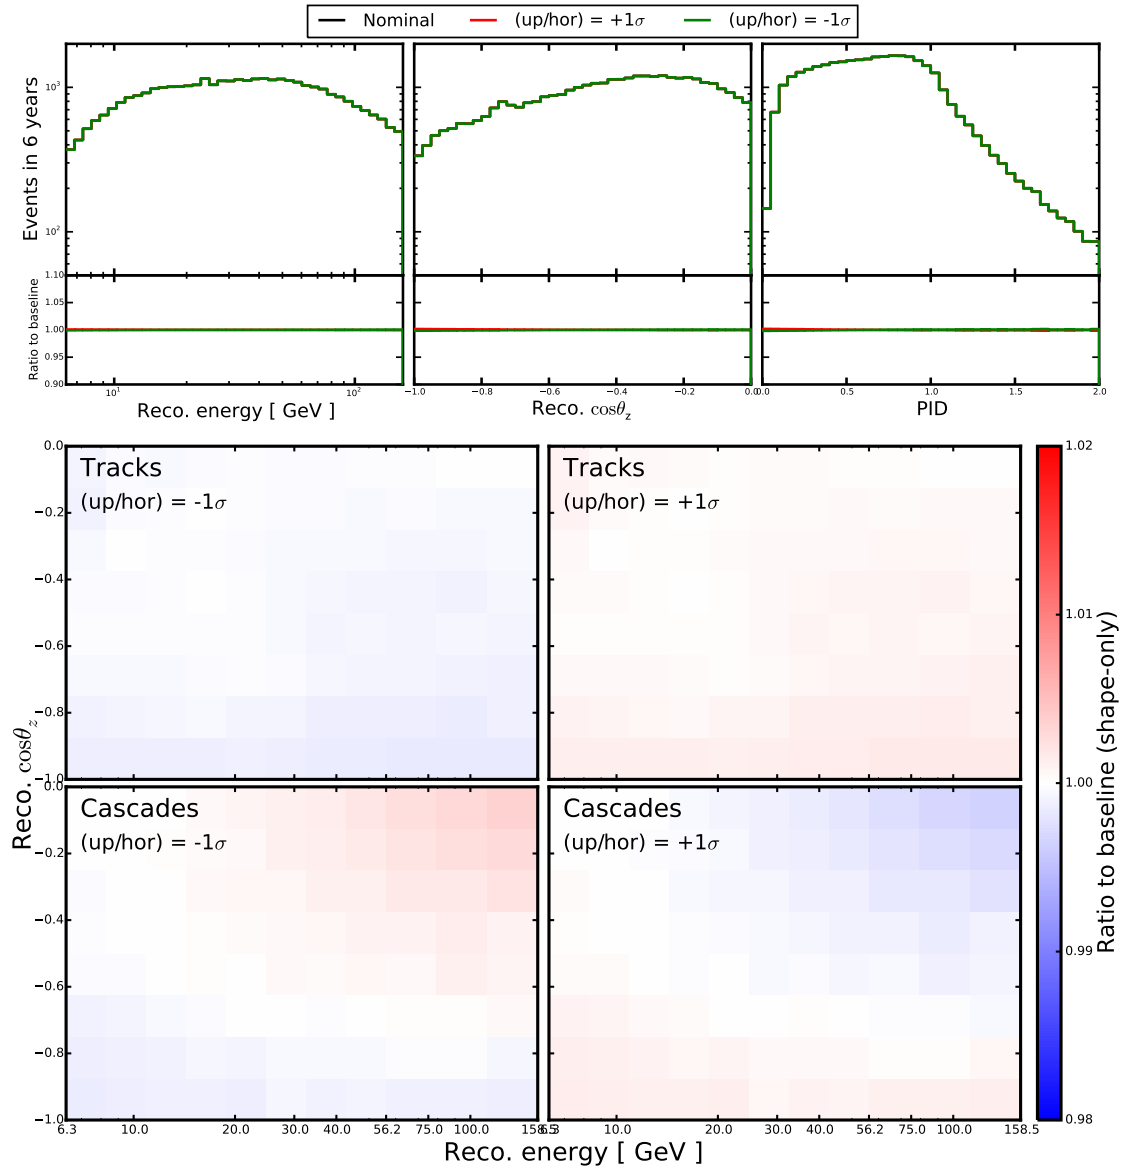 Nominal (up/hor) = +1σ (up/hor) = -1σ
Events in 6 years
10³
10²
Ratio to baseline
1.10
1.05
1.00
0.95
0.90
10¹ 10²
−1.0 −0.8 −0.6 −0.4 −0.2 0.0
0.0 0.5 1.0 1.5 2.0
Reco. energy [ GeV ]
Reco. cosθz
PID
Reco. cosθz
0.0
−0.2
−0.4
−0.6
−0.8
−1.0
Tracks
(up/hor) = -1σ
Tracks
(up/hor) = +1σ
0.0
−0.2
−0.4
−0.6
−0.8
−1.0
Cascades
(up/hor) = -1σ
Cascades
(up/hor) = +1σ
6.3 10.0 20.0 30.0 40.0 56.2 75.0 100.0 158.5
6.3 10.0 20.0 30.0 40.0 56.2 75.0 100.0 158.5
Reco. energy [ GeV ]
1.02
1.01
1.00
0.99
0.98
Ratio to baseline (shape-only)